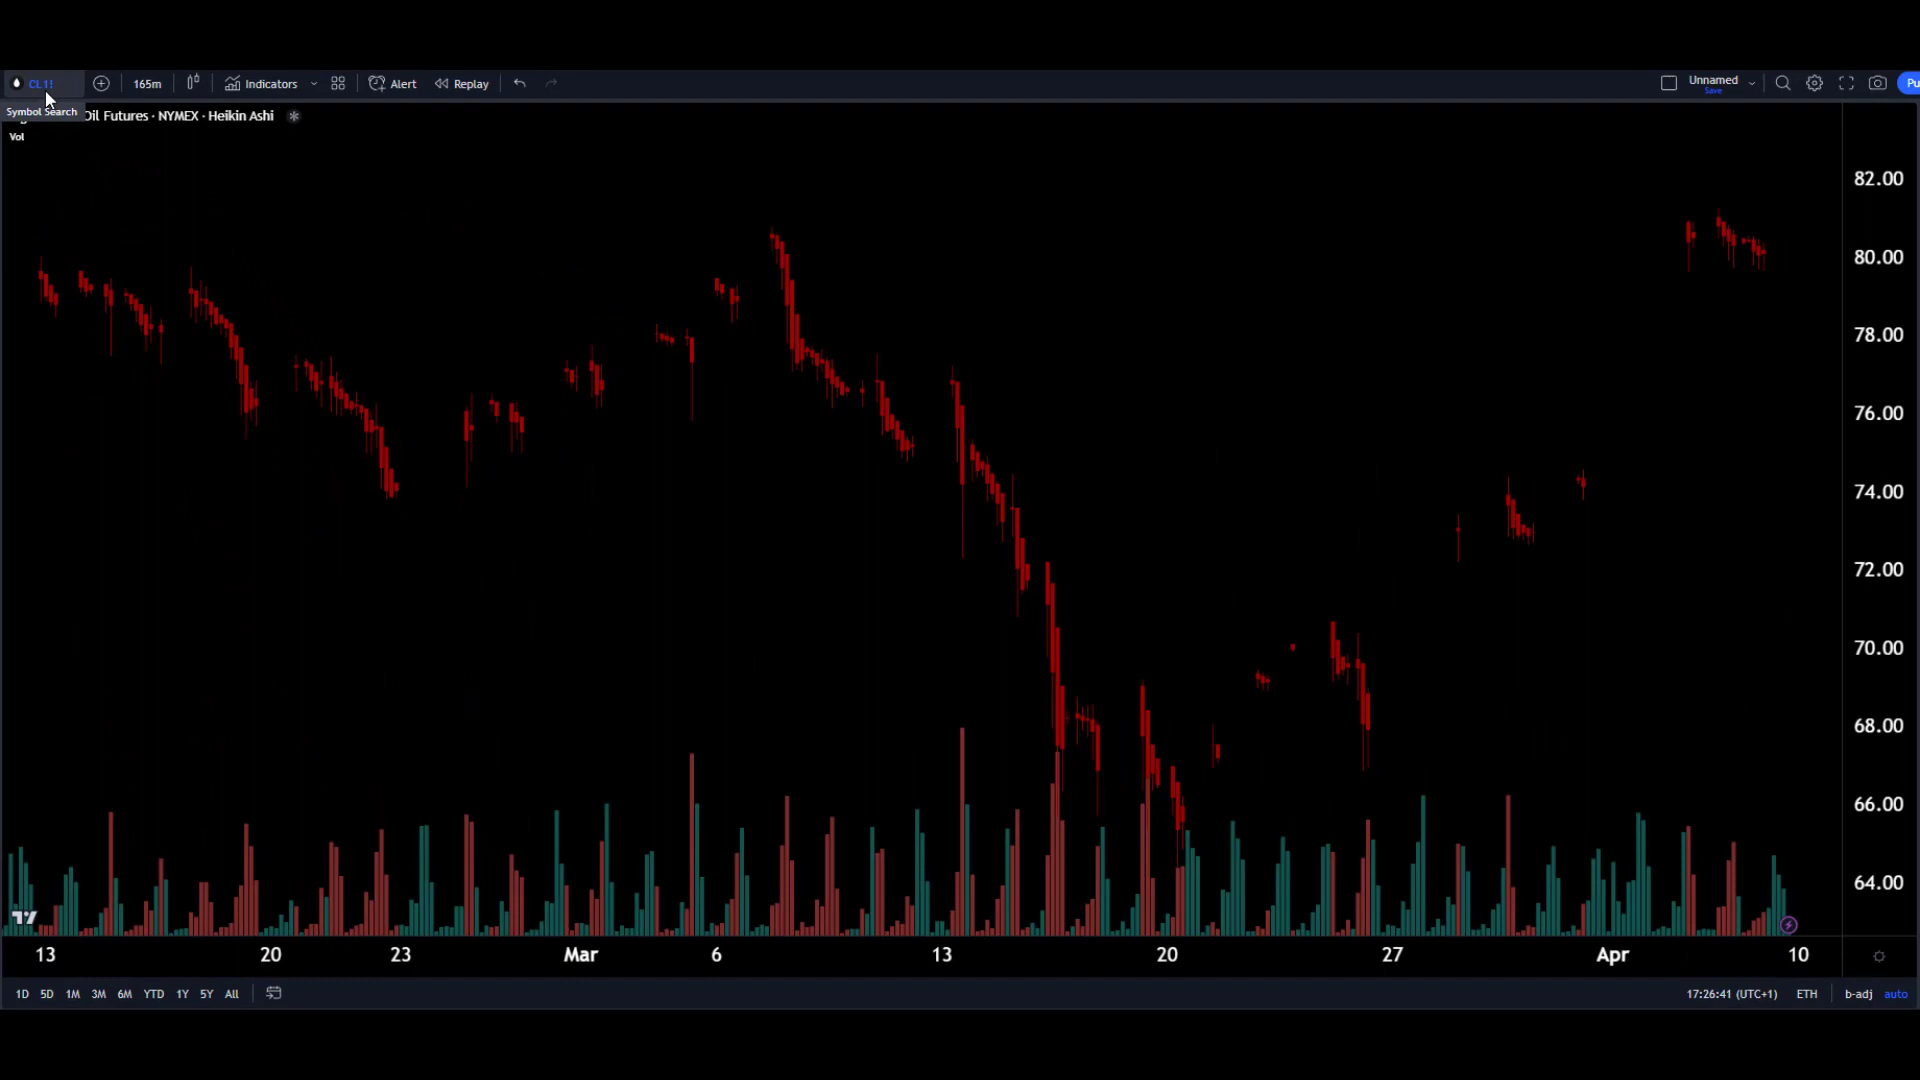 CL1!
165m
Indicators
Alert
Replay
Unnamed
Save
Pu
Symbol Search
Oil Futures · NYMEX · Heikin Ashi
Vol
82.00
80.00
78.00
76.00
74.00
72.00
70.00
68.00
66.00
64.00
13 20 23 Mar 6 13 20 27 Apr 10
1D 5D 1M 3M 6M YTD 1Y 5Y All
17:26:41 (UTC+1) ETH b-adj auto